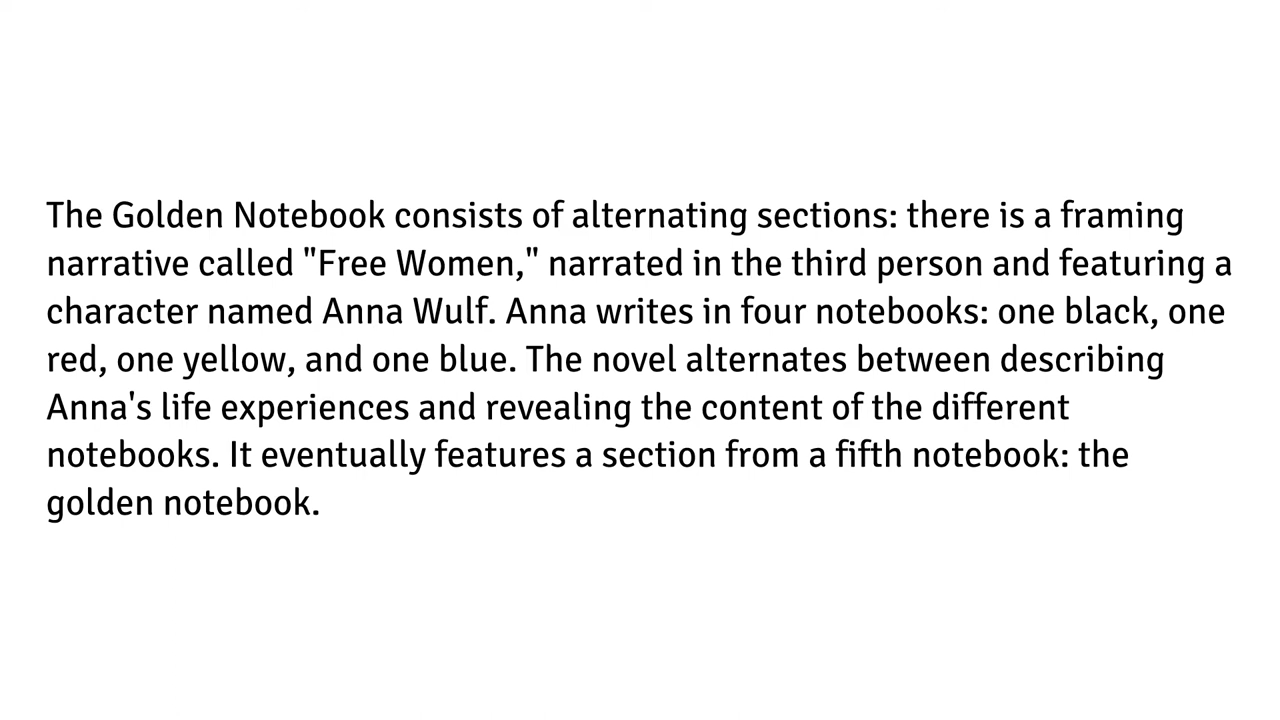 The Golden Notebook consists of alternating sections: there is a framing
narrative called "Free Women," narrated in the third person and featuring a
character named Anna Wulf. Anna writes in four notebooks: one black, one
red, one yellow, and one blue. The novel alternates between describing
Anna's life experiences and revealing the content of the different
notebooks. It eventually features a section from a fifth notebook: the
golden notebook.